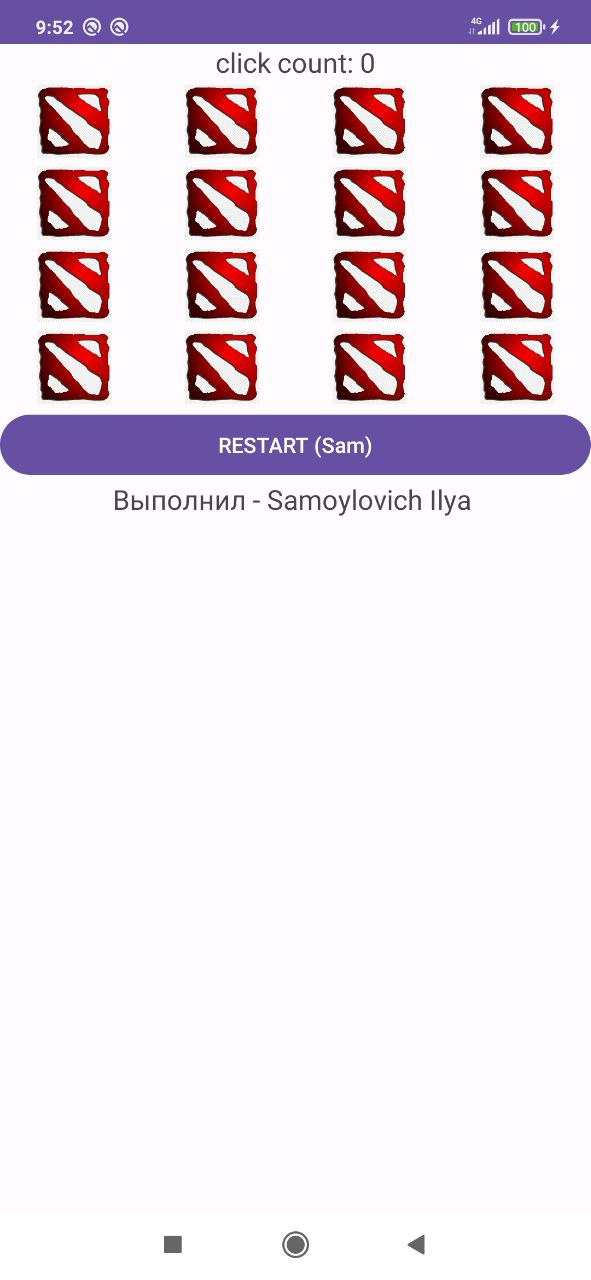 9:52 4G 100
click count: 0
RESTART (Sam)
Выполнил - Samoylovich Ilya